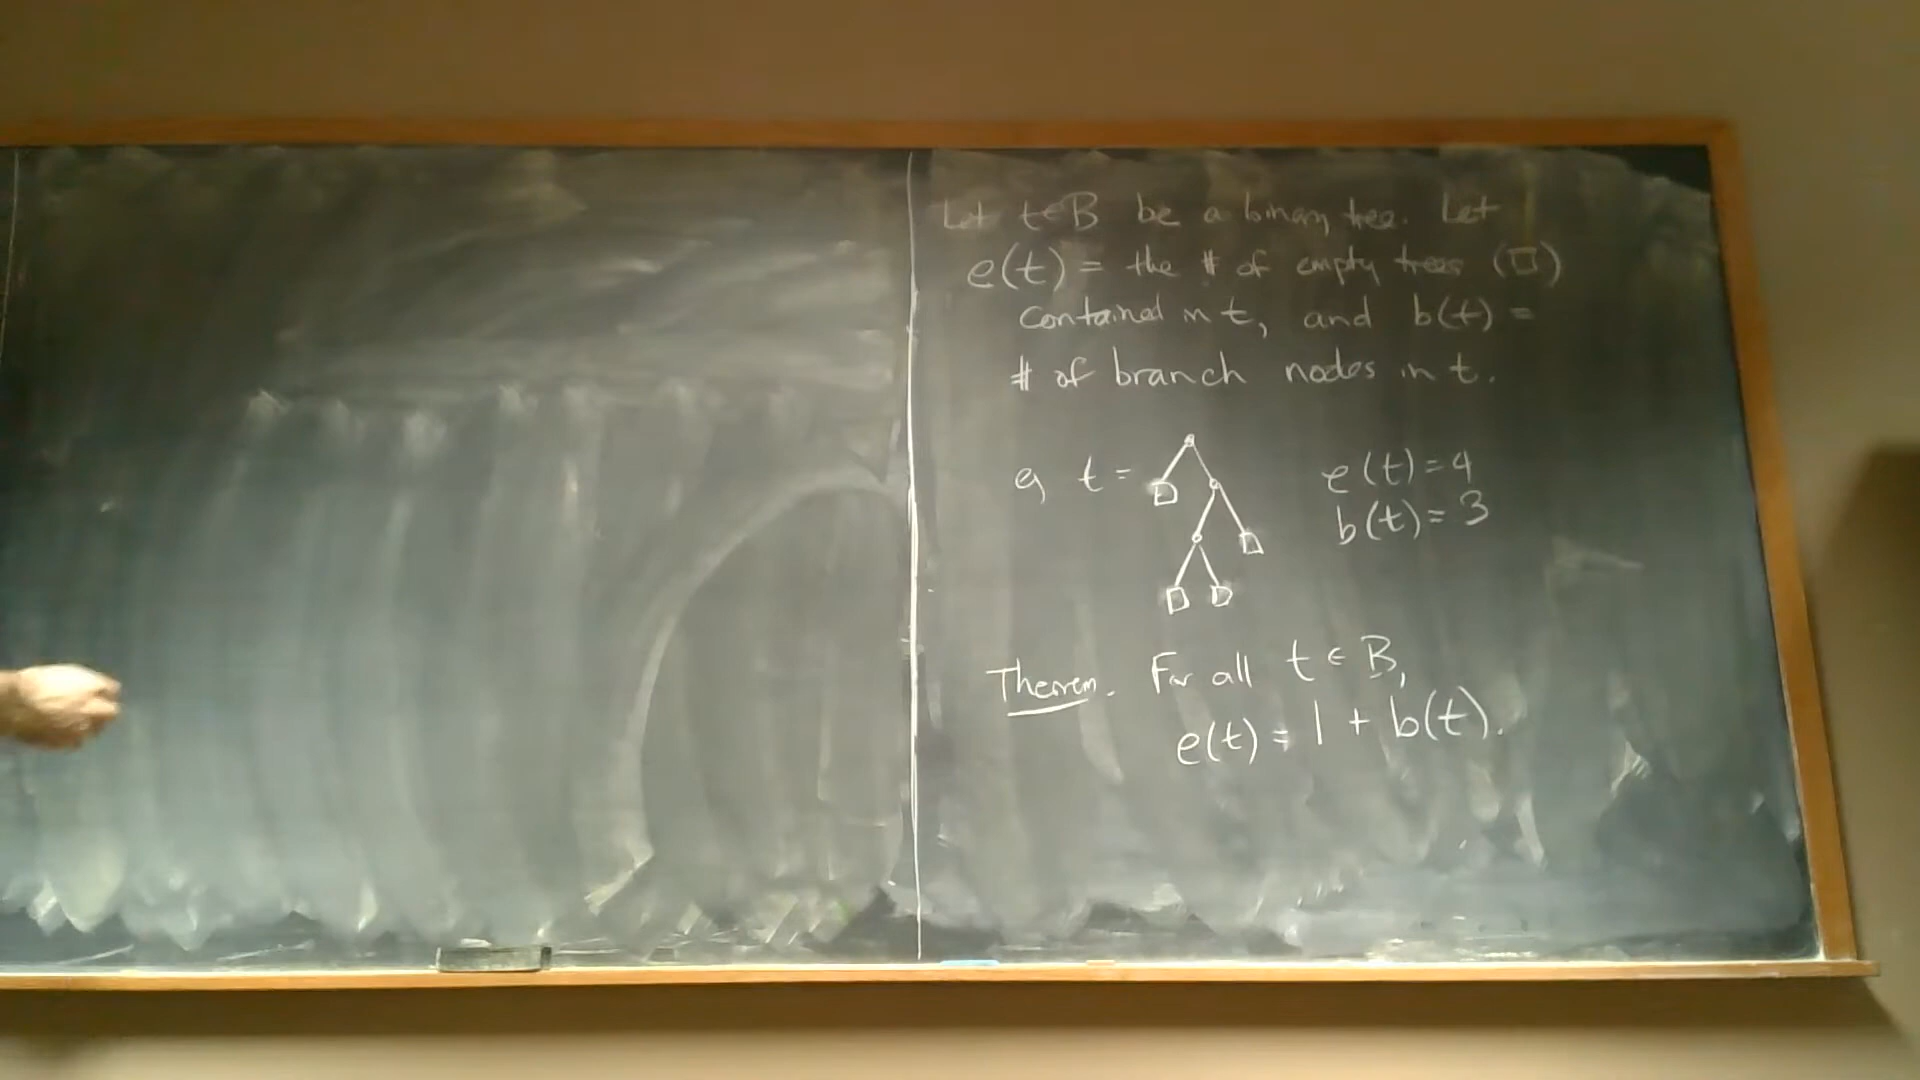 Let t∈B be a binary tree. Let
e(t) = the # of empty trees (□)
contained in t, and b(t) =
# of branch nodes in t.
eg t =
e(t)=4
b(t)=3
Theorem. For all t ∈ B,
e(t) = 1 + b(t).